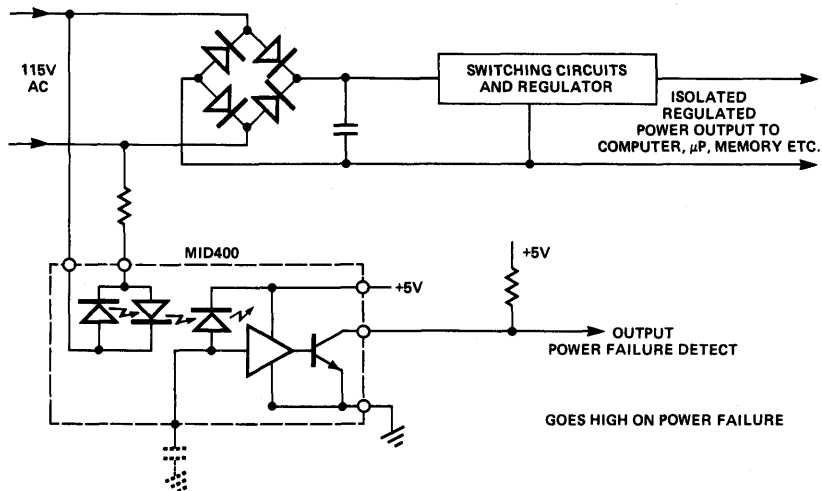 115V
AC
SWITCHING CIRCUITS
AND REGULATOR
ISOLATED
REGULATED
POWER OUTPUT TO
COMPUTER, μP, MEMORY ETC.
MID400
+5V
+5V
OUTPUT
POWER FAILURE DETECT
GOES HIGH ON POWER FAILURE